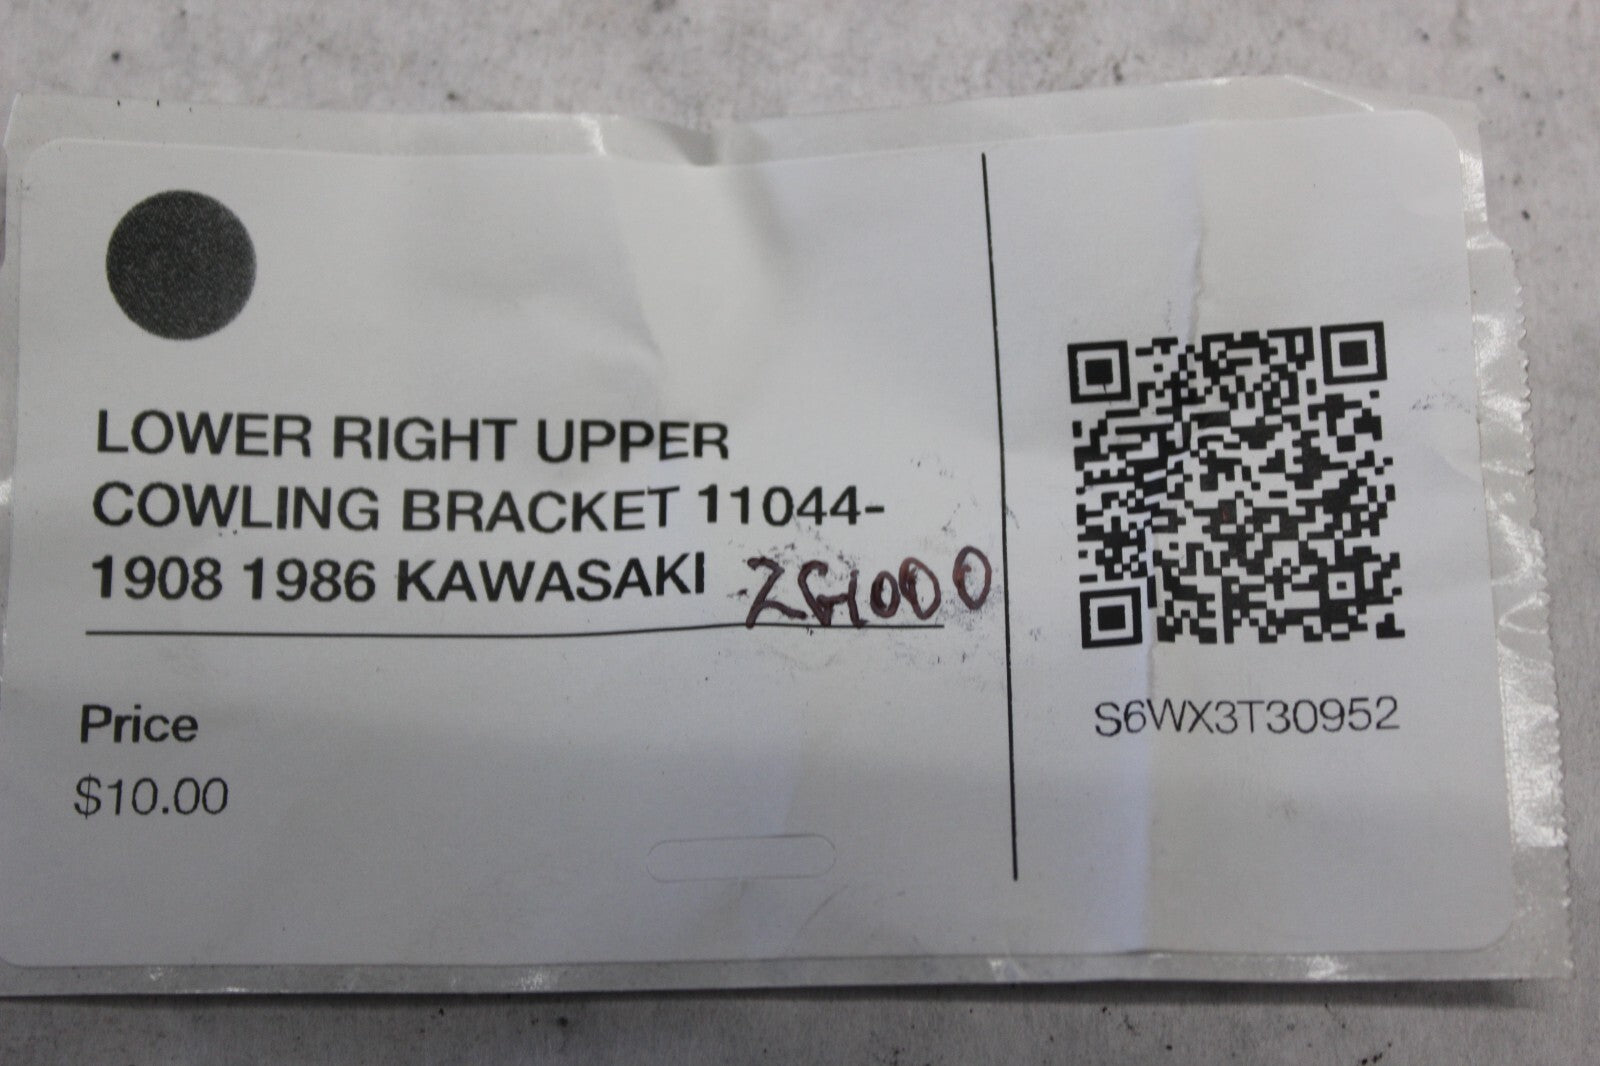 LOWER RIGHT UPPER
COWLING BRACKET 11044-
1908 1986 KAWASAKI ZG1000
Price
$10.00
S6WX3T30952